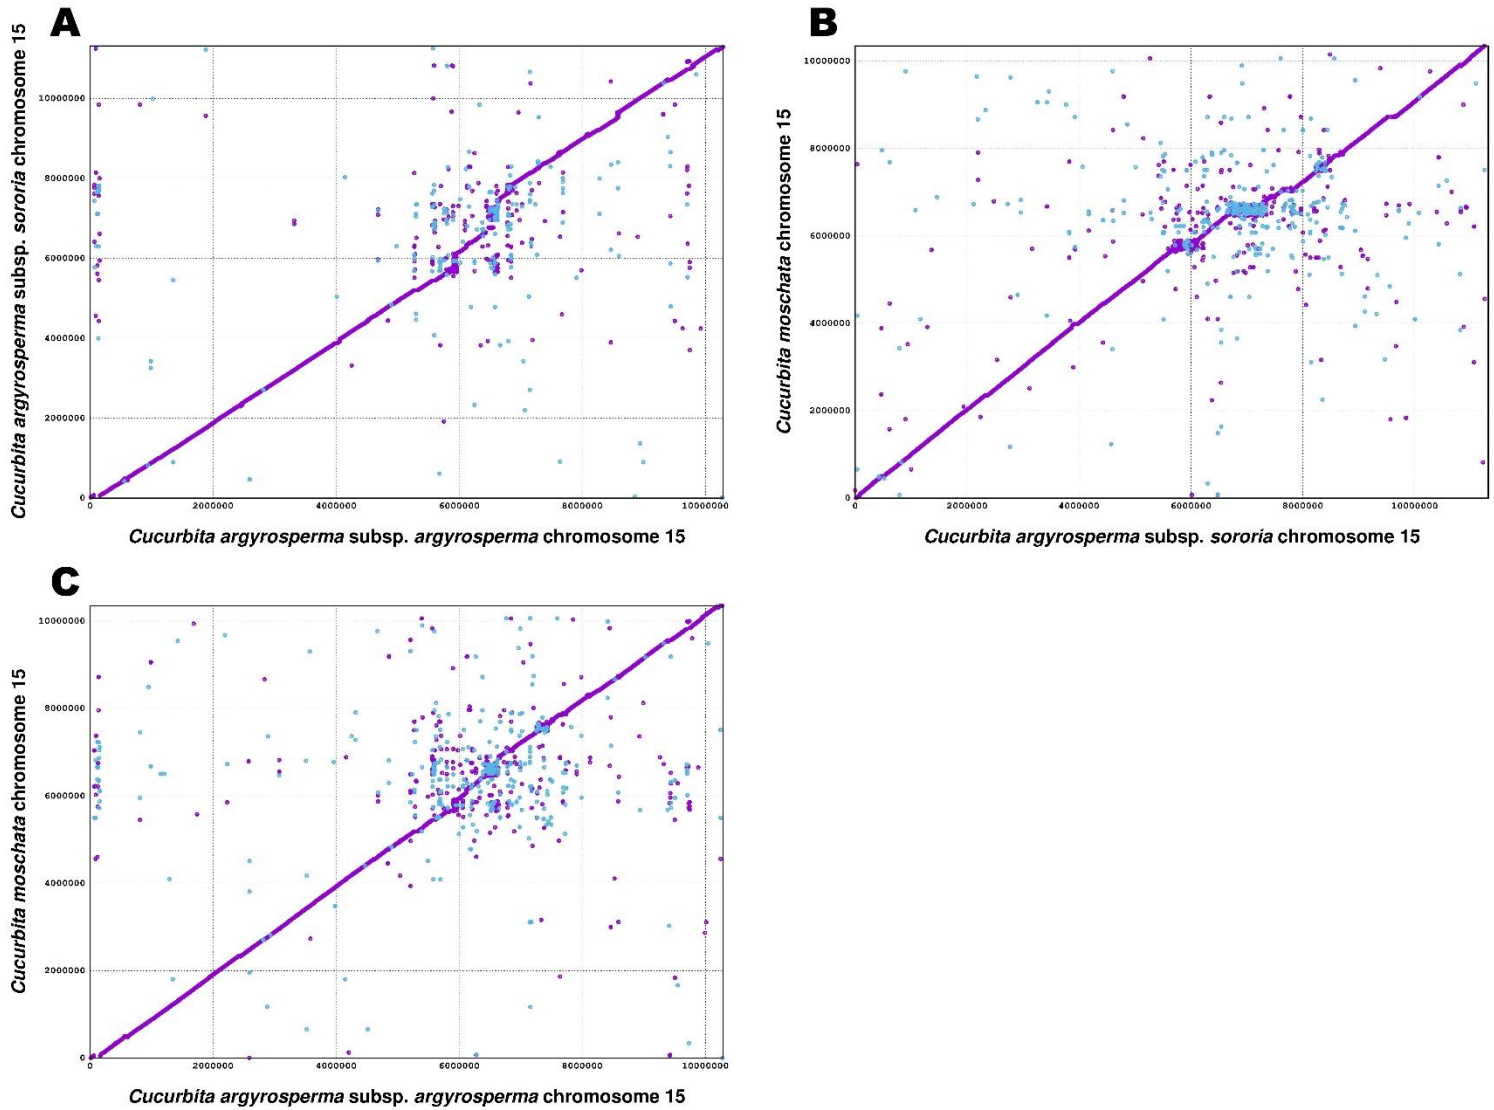 A
Cucurbita argyrosperma subsp. sororia chromosome 15
10000000
8000000
6000000
4000000
2000000
0
0 2000000 4000000 6000000 8000000 10000000
Cucurbita argyrosperma subsp. argyrosperma chromosome 15
B
Cucurbita moschata chromosome 15
10000000
8000000
6000000
4000000
2000000
0
0 2000000 4000000 6000000 8000000 10000000
Cucurbita argyrosperma subsp. sororia chromosome 15
C
Cucurbita moschata chromosome 15
10000000
8000000
6000000
4000000
2000000
0
0 2000000 4000000 6000000 8000000 10000000
Cucurbita argyrosperma subsp. argyrosperma chromosome 15